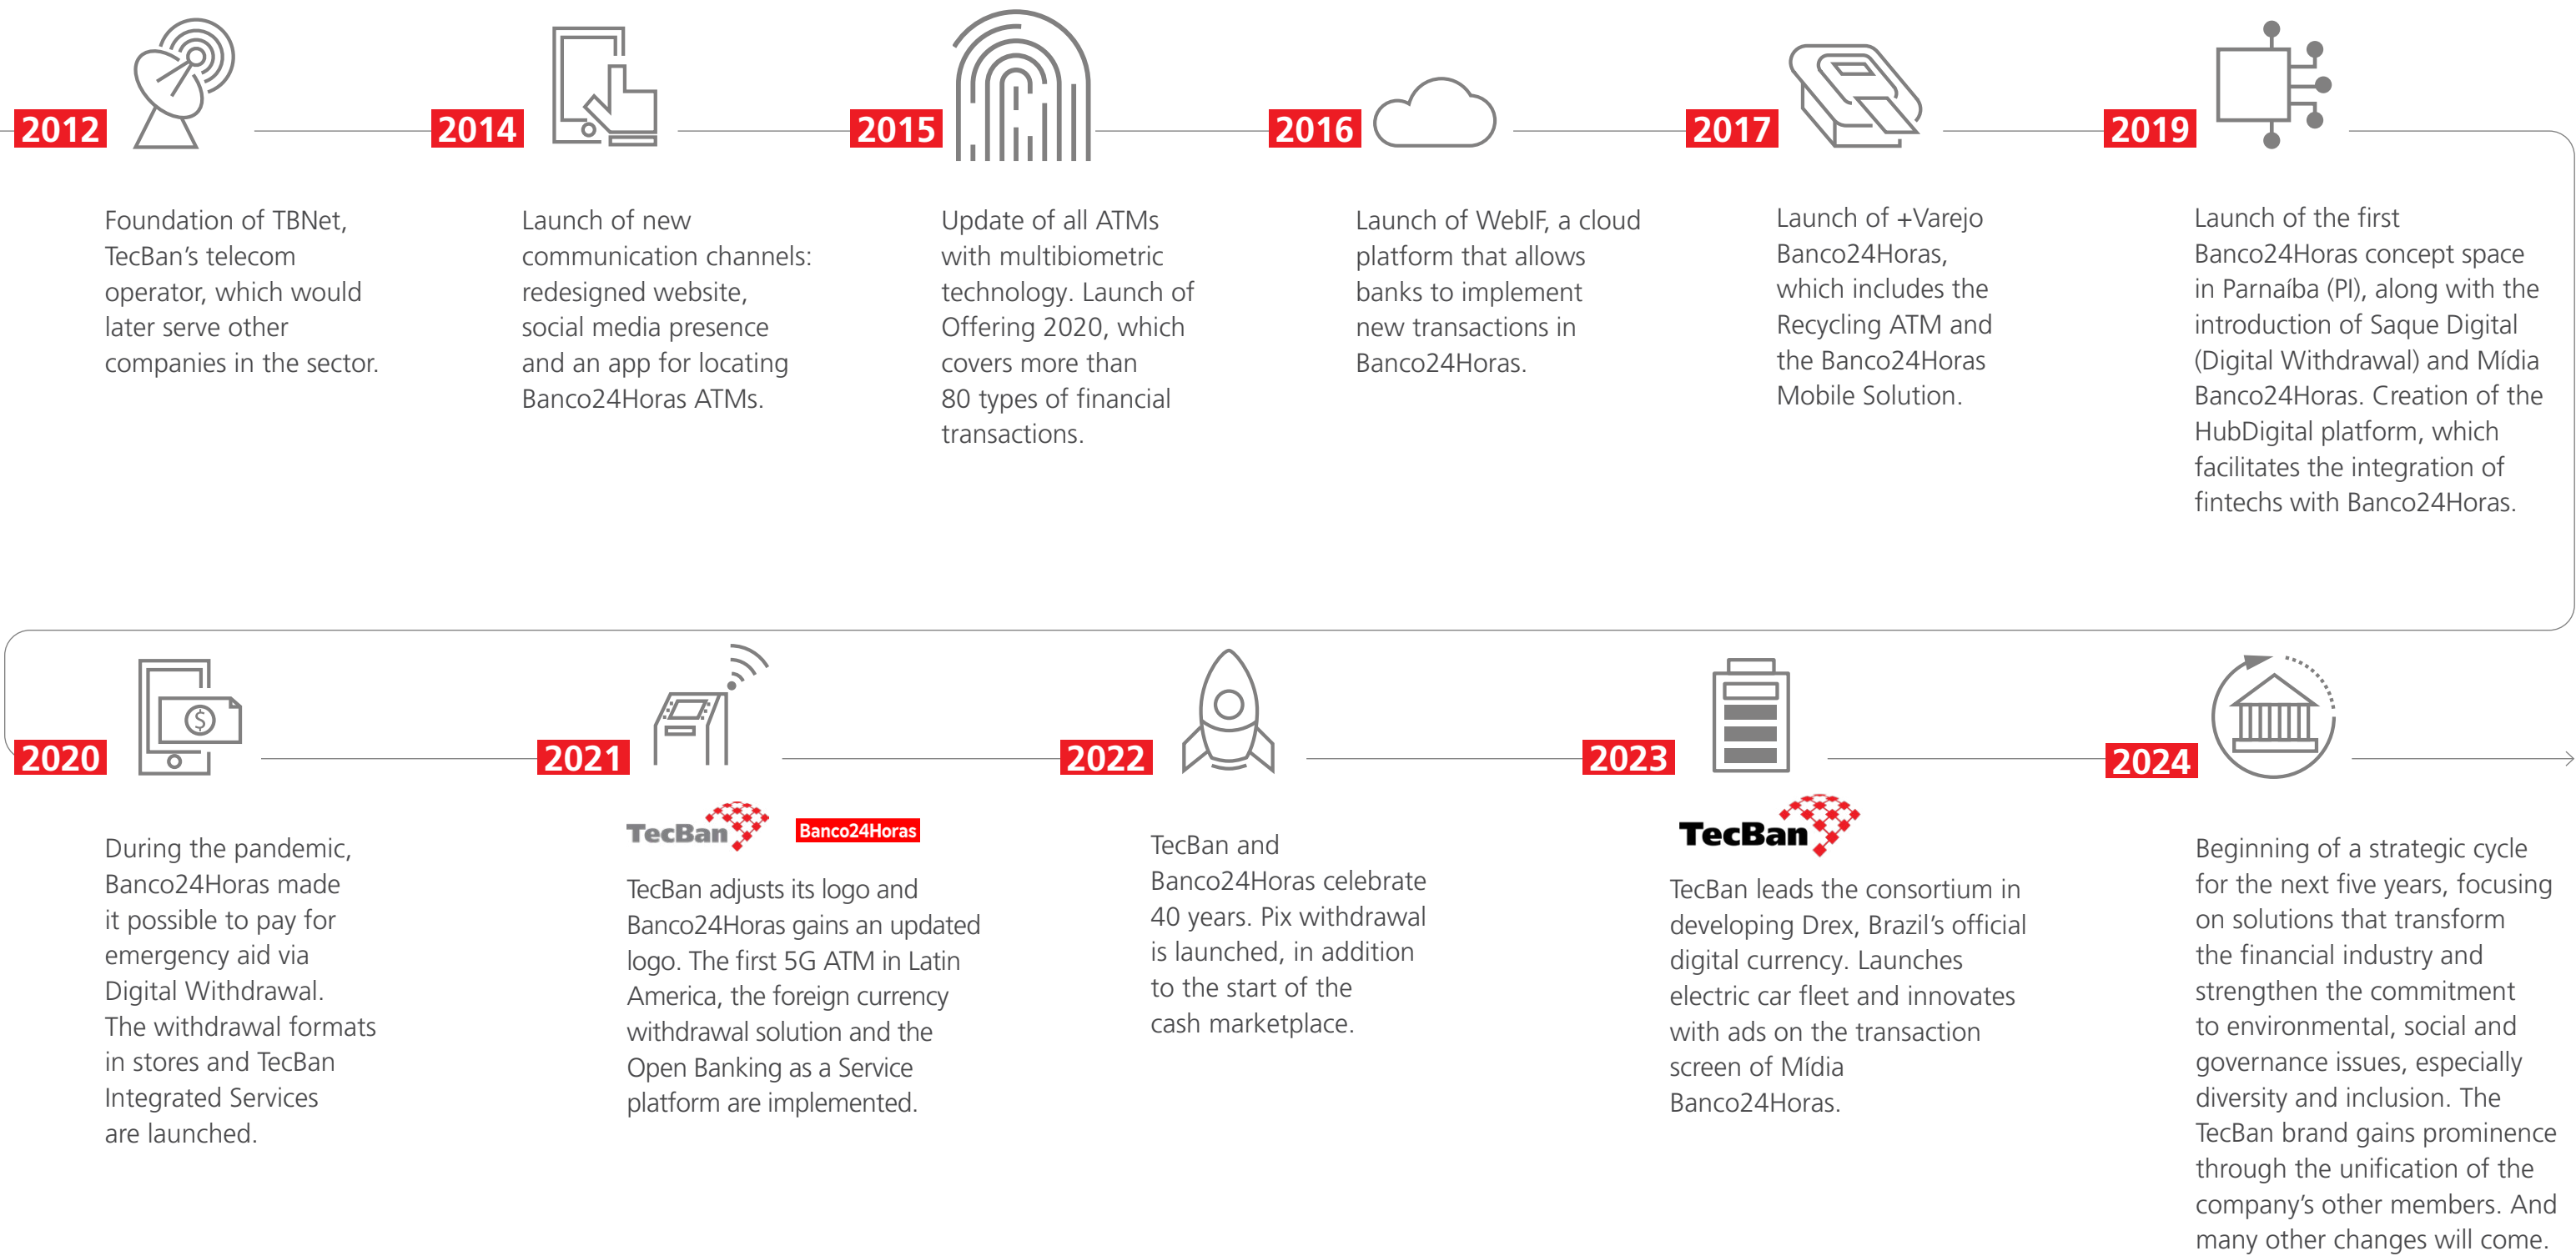 2012
Foundation of TBNet,
TecBan’s telecom
operator, which would
later serve other
companies in the sector.
2014
Launch of new
communication channels:
redesigned website,
social media presence
and an app for locating
Banco24Horas ATMs.
2015
Update of all ATMs
with multibiometric
technology. Launch of
Offering 2020, which
covers more than
80 types of financial
transactions.
2016
Launch of WebIF, a cloud
platform that allows
banks to implement
new transactions in
Banco24Horas.
2017
Launch of +Varejo
Banco24Horas,
which includes the
Recycling ATM and
the Banco24Horas
Mobile Solution.
2019
Launch of the first
Banco24Horas concept space
in Parnaíba (PI), along with the
introduction of Saque Digital
(Digital Withdrawal) and Mídia
Banco24Horas. Creation of the
HubDigital platform, which
facilitates the integration of
fintechs with Banco24Horas.
2020
$
During the pandemic,
Banco24Horas made
it possible to pay for
emergency aid via
Digital Withdrawal.
The withdrawal formats
in stores and TecBan
Integrated Services
are launched.
2021
TecBan
Banco24Horas
TecBan adjusts its logo and
Banco24Horas gains an updated
logo. The first 5G ATM in Latin
America, the foreign currency
withdrawal solution and the
Open Banking as a Service
platform are implemented.
2022
TecBan and
Banco24Horas celebrate
40 years. Pix withdrawal
is launched, in addition
to the start of the
cash marketplace.
2023
TecBan
TecBan leads the consortium in
developing Drex, Brazil’s official
digital currency. Launches
electric car fleet and innovates
with ads on the transaction
screen of Mídia
Banco24Horas.
2024
Beginning of a strategic cycle
for the next five years, focusing
on solutions that transform
the financial industry and
strengthen the commitment
to environmental, social and
governance issues, especially
diversity and inclusion. The
TecBan brand gains prominence
through the unification of the
company’s other members. And
many other changes will come.